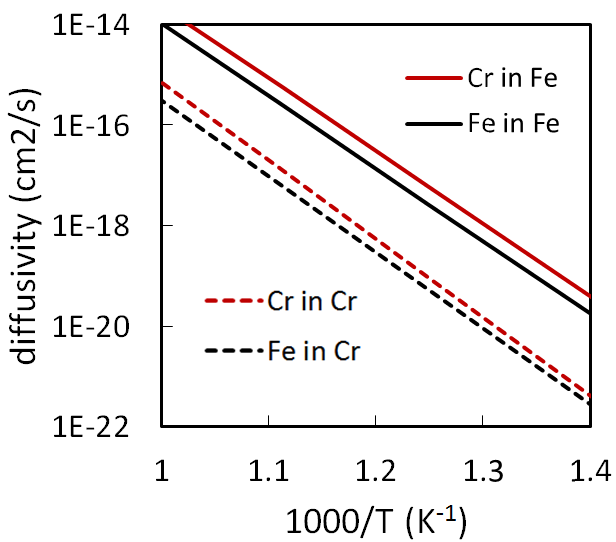 1E-14
1E-16
1E-18
1E-20
1E-22
diffusivity (cm2/s)
Cr in Fe
Fe in Fe
Cr in Cr
Fe in Cr
1
1.1
1.2
1.3
1.4
1000/T (K⁻¹)